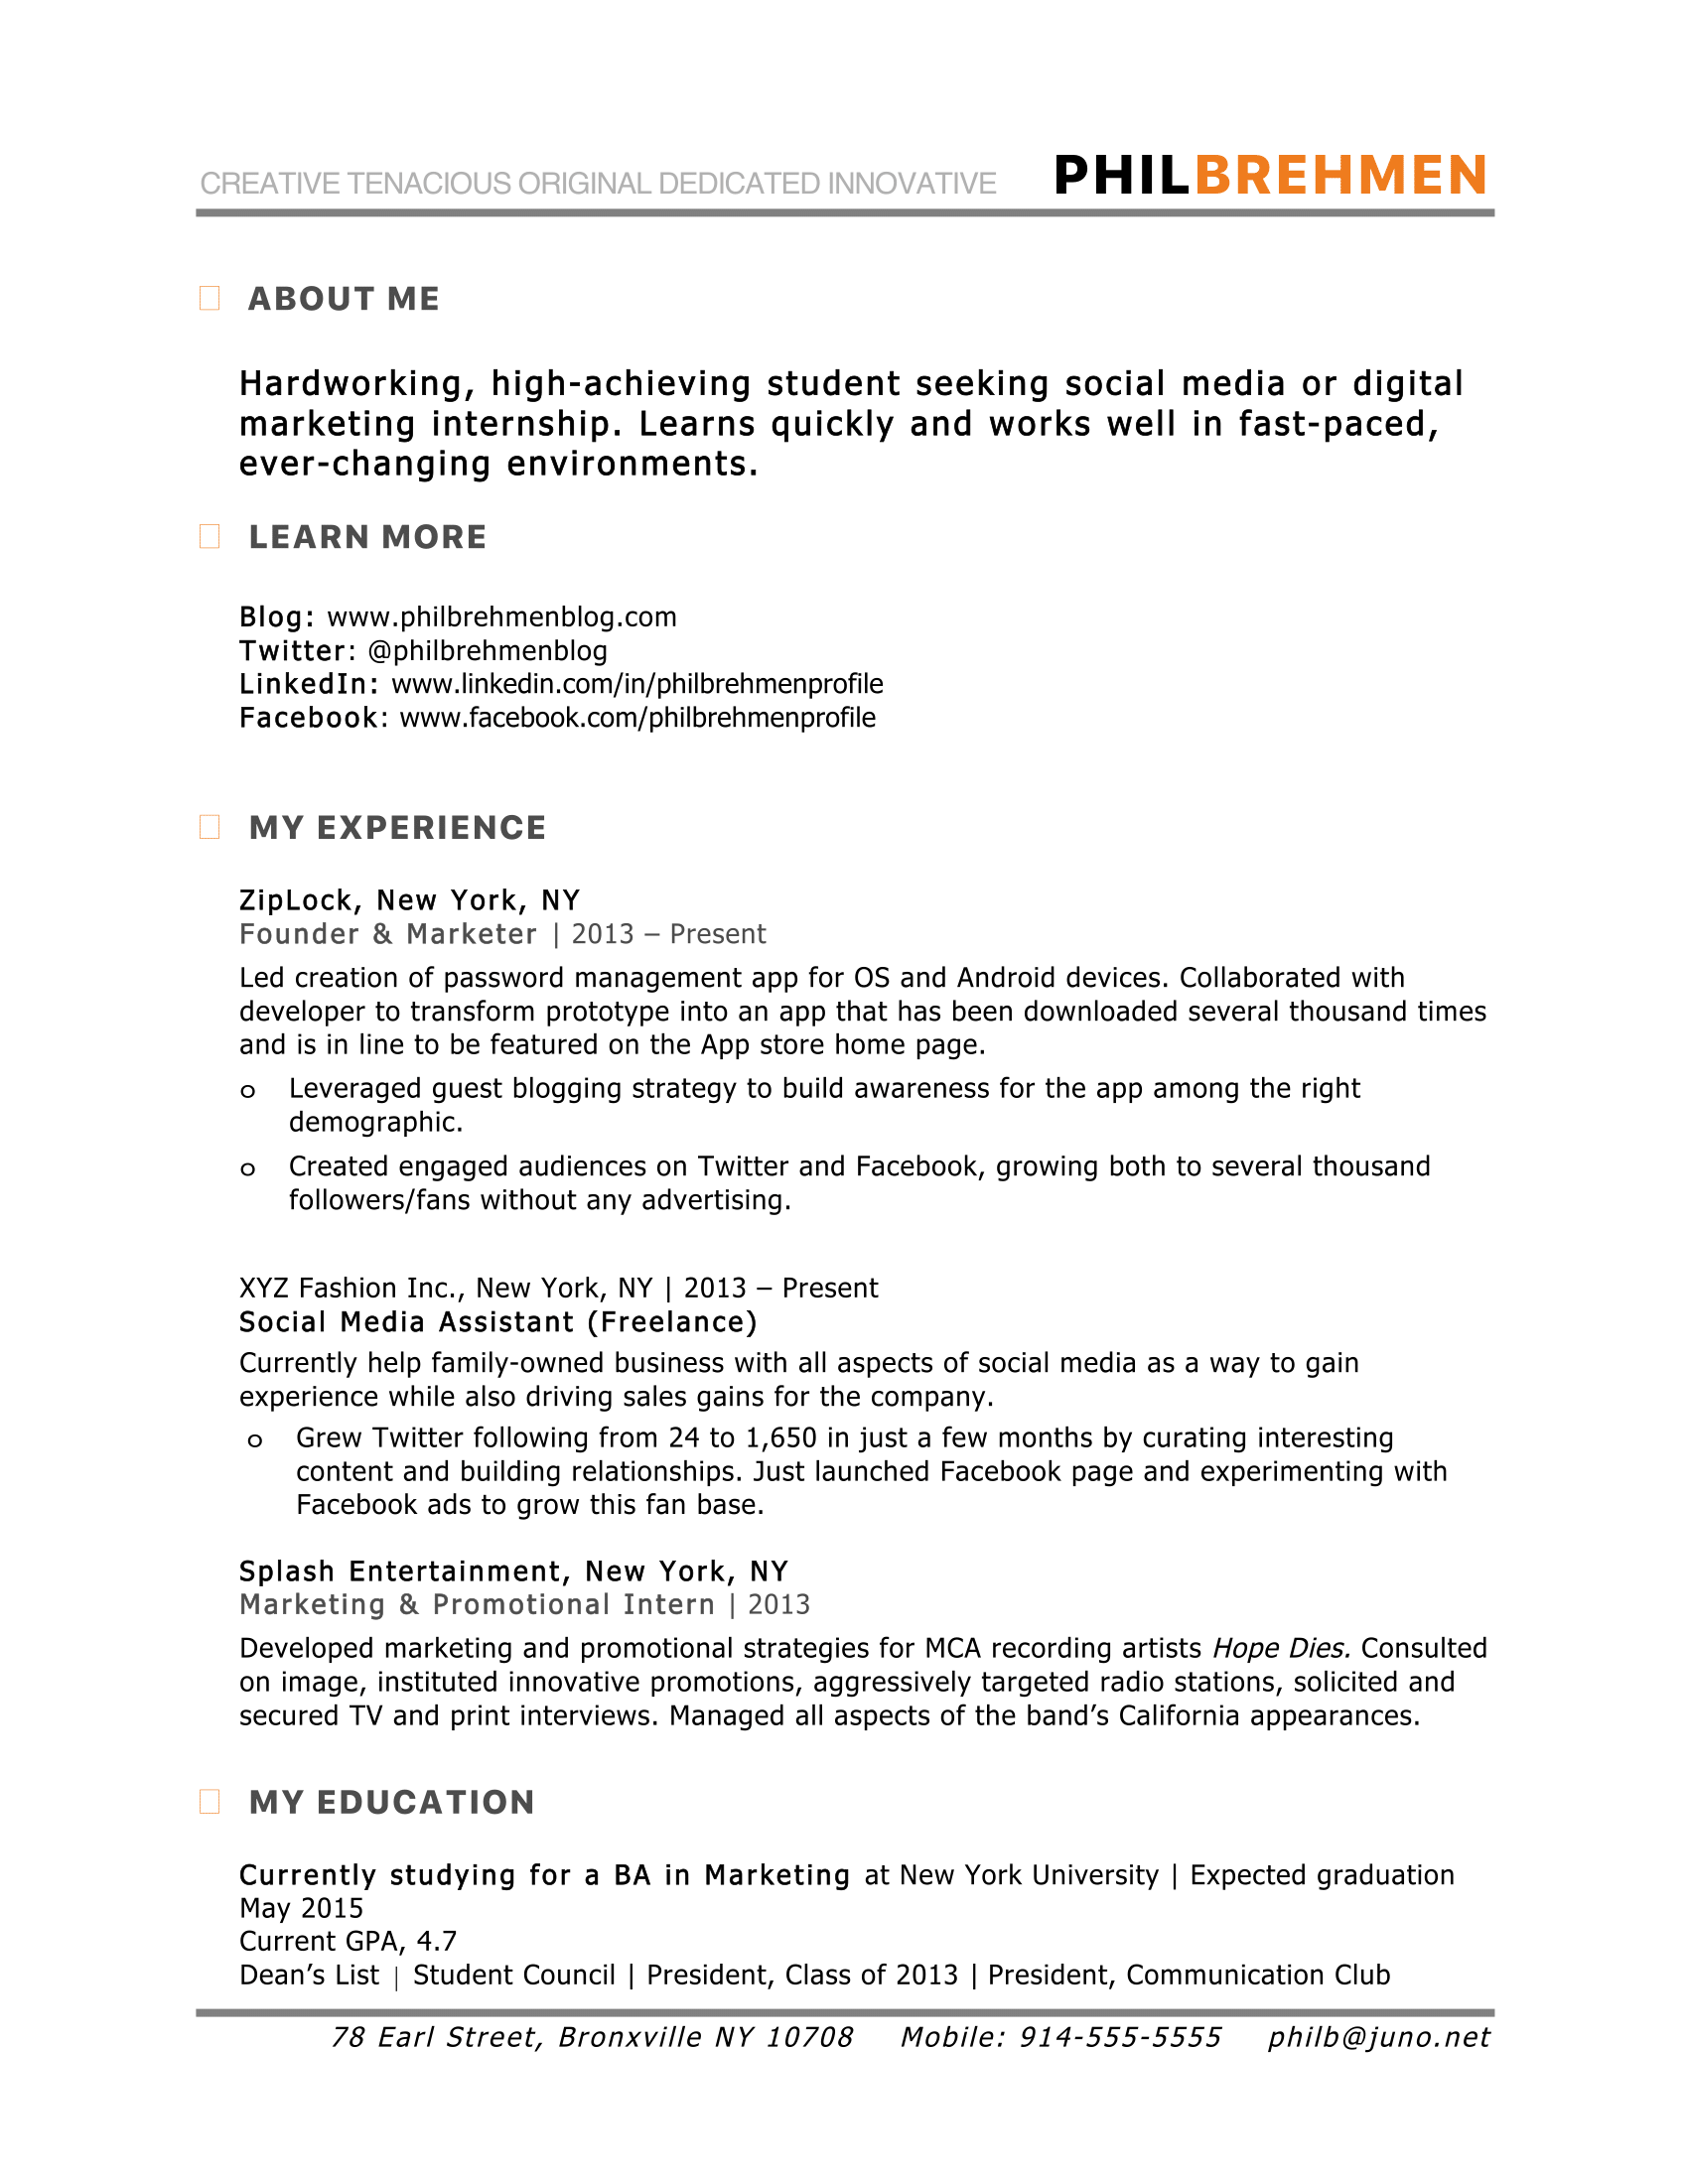 CREATIVE TENACIOUS ORIGINAL DEDICATED INNOVATIVE PHILBREHMEN
ABOUT ME
Hardworking, high-achieving student seeking social media or digital
marketing internship. Learns quickly and works well in fast-paced,
ever-changing environments.
LEARN MORE
Blog: www.philbrehmenblog.com
Twitter: @philbrehmenblog
LinkedIn: www.linkedin.com/in/philbrehmenprofile
Facebook: www.facebook.com/philbrehmenprofile
MY EXPERIENCE
ZipLock, New York, NY
Founder & Marketer | 2013 – Present
Led creation of password management app for OS and Android devices. Collaborated with
developer to transform prototype into an app that has been downloaded several thousand times
and is in line to be featured on the App store home page.
o Leveraged guest blogging strategy to build awareness for the app among the right
demographic.
o Created engaged audiences on Twitter and Facebook, growing both to several thousand
followers/fans without any advertising.
XYZ Fashion Inc., New York, NY | 2013 – Present
Social Media Assistant (Freelance)
Currently help family-owned business with all aspects of social media as a way to gain
experience while also driving sales gains for the company.
o Grew Twitter following from 24 to 1,650 in just a few months by curating interesting
content and building relationships. Just launched Facebook page and experimenting with
Facebook ads to grow this fan base.
Splash Entertainment, New York, NY
Marketing & Promotional Intern | 2013
Developed marketing and promotional strategies for MCA recording artists Hope Dies. Consulted
on image, instituted innovative promotions, aggressively targeted radio stations, solicited and
secured TV and print interviews. Managed all aspects of the band’s California appearances.
MY EDUCATION
Currently studying for a BA in Marketing at New York University | Expected graduation
May 2015
Current GPA, 4.7
Dean’s List | Student Council | President, Class of 2013 | President, Communication Club
78 Earl Street, Bronxville NY 10708 Mobile: 914-555-5555 philb@juno.net